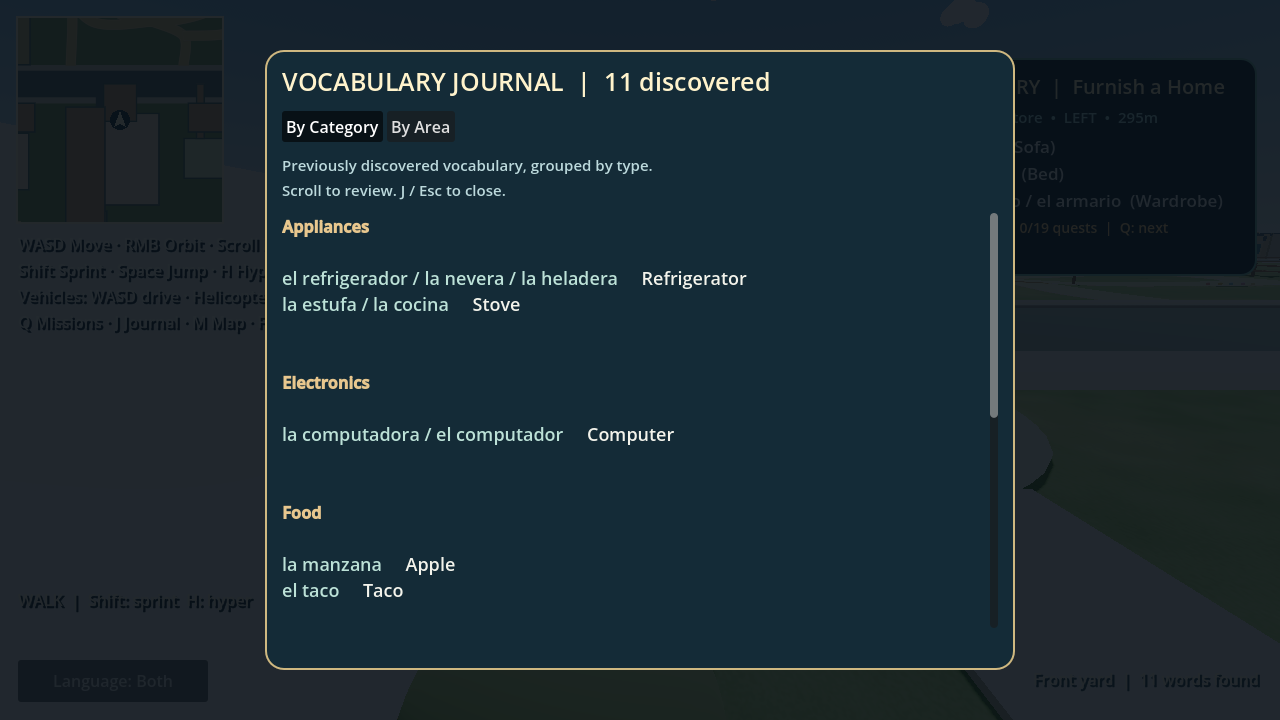 VOCABULARY JOURNAL | 11 discovered
By Category By Area
Previously discovered vocabulary, grouped by type.
Scroll to review. J / Esc to close.
Appliances
el refrigerador / la nevera / la heladera Refrigerator
la estufa / la cocina Stove
Electronics
la computadora / el computador Computer
Food
la manzana Apple
el taco Taco
WASD Move · RMB Orbit · Scroll
Shift Sprint · Space Jump · H
Vehicles: WASD drive ·
Q Missions · J Journal · M Map ·
WALK | Shift: sprint H: hyper
Language: Both
| Furnish a Home
• LEFT • 295m
(Sofa)
(Bed)
/ el armario (Wardrobe)
0/19 quests | Q: next
Front yard | 11 words found